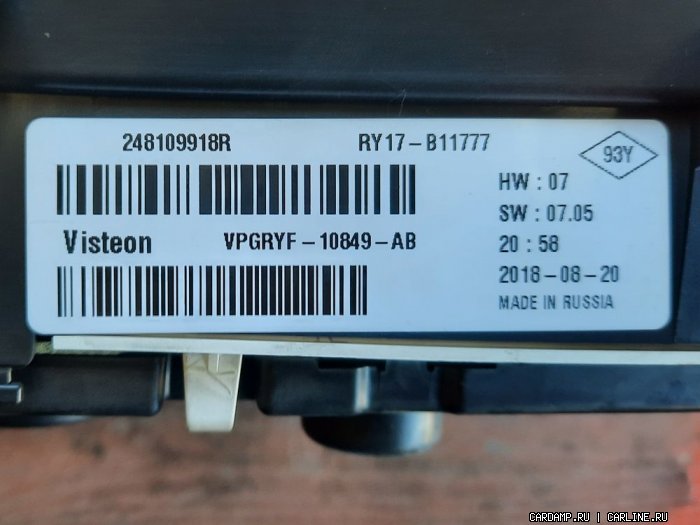 248109918R RY17-B11777
93Y
HW : 07
SW : 07.05
Visteon VPGRYF-10849-AB
20 : 58
2018-08-20
MADE IN RUSSIA
CARDAMP.RU | CARLINE.RU